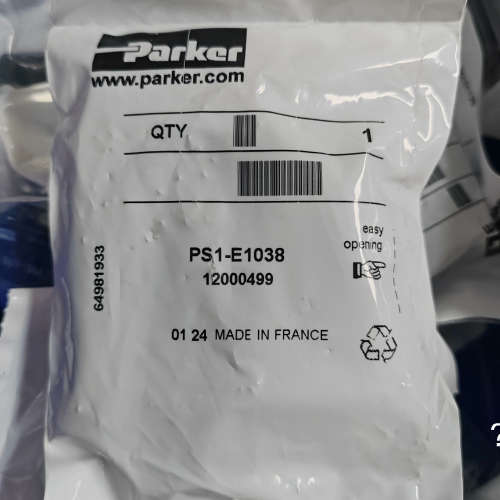 Parker
www.parker.com
QTY 1
easy
opening
PS1-E1038
12000499
64981933
01 24 MADE IN FRANCE
?